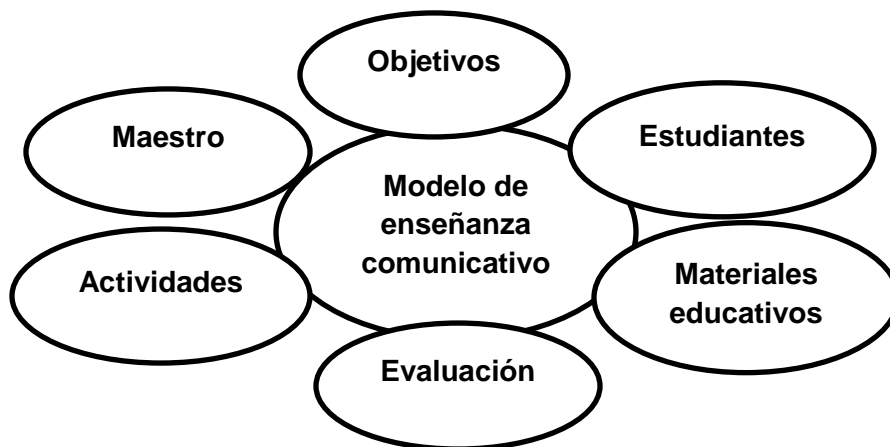 Objetivos
Maestro
Estudiantes
Modelo de
enseñanza
comunicativo
Actividades
Materiales
educativos
Evaluación